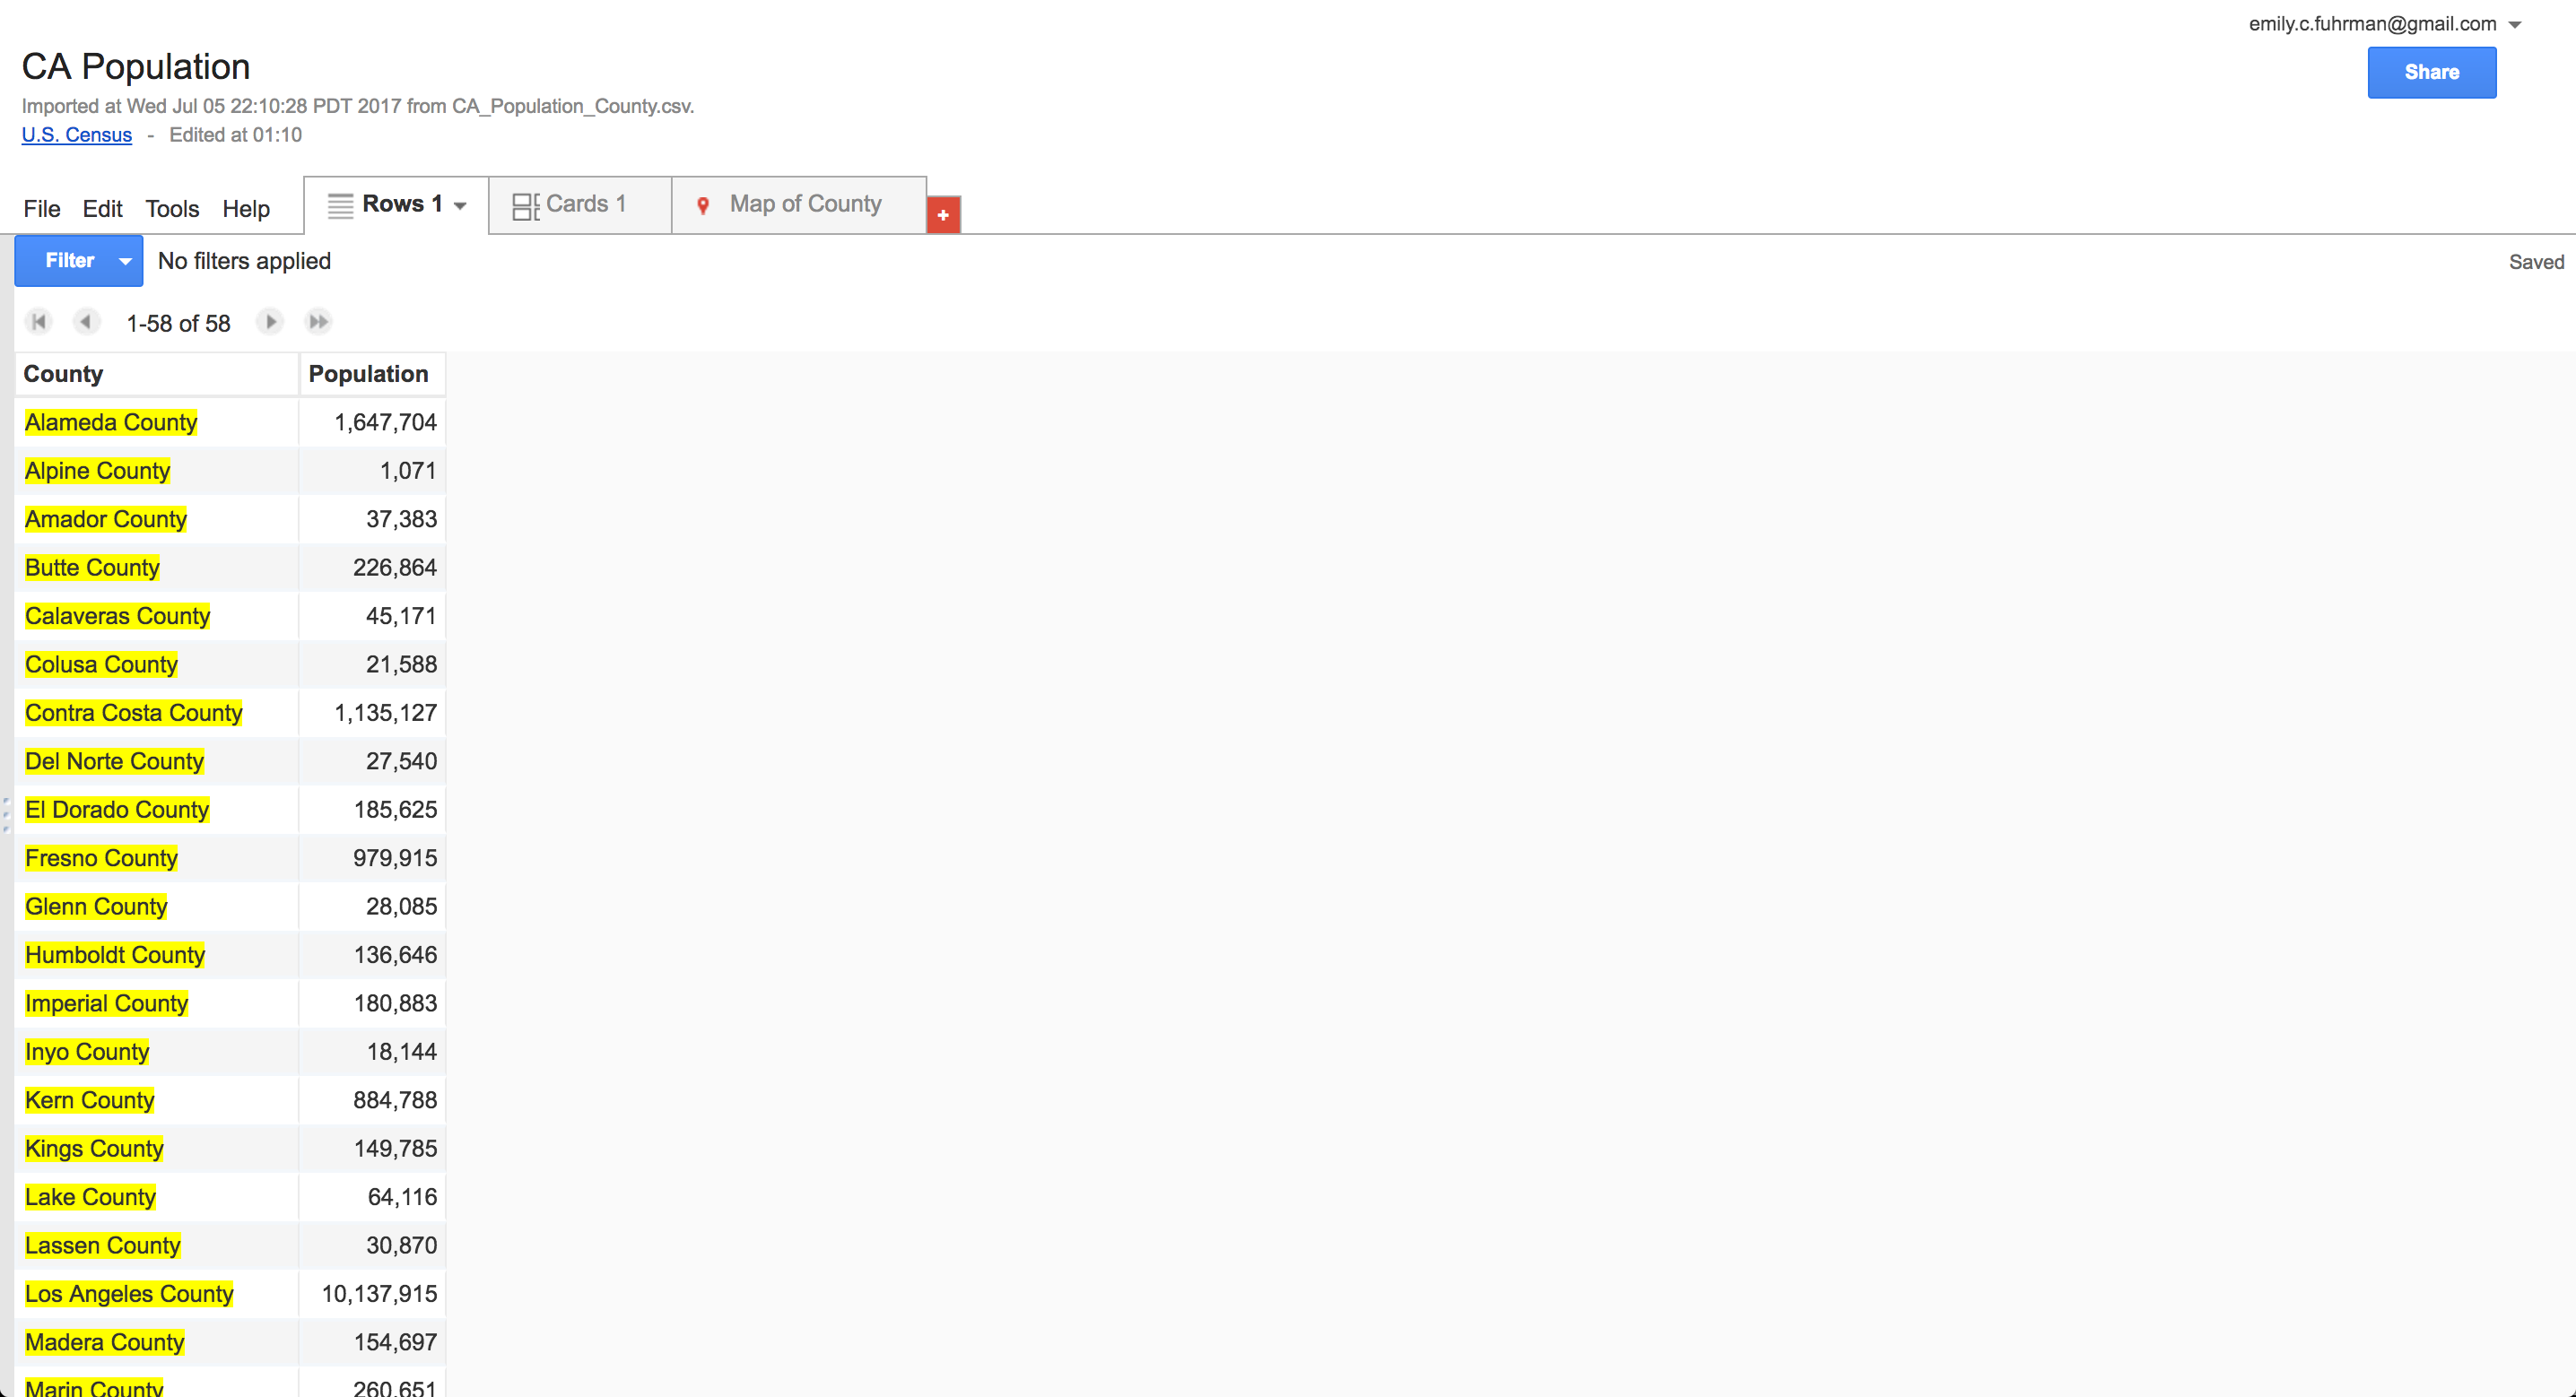 emily.c.fuhrman@gmail.com
CA Population
Share
Imported at Wed Jul 05 22:10:28 PDT 2017 from CA_Population_County.csv.
U.S. Census - Edited at 01:10
File Edit Tools Help Rows 1 Cards 1 Map of County +
Filter No filters applied Saved
1-58 of 58
County Population
Alameda County 1,647,704
Alpine County 1,071
Amador County 37,383
Butte County 226,864
Calaveras County 45,171
Colusa County 21,588
Contra Costa County 1,135,127
Del Norte County 27,540
El Dorado County 185,625
Fresno County 979,915
Glenn County 28,085
Humboldt County 136,646
Imperial County 180,883
Inyo County 18,144
Kern County 884,788
Kings County 149,785
Lake County 64,116
Lassen County 30,870
Los Angeles County 10,137,915
Madera County 154,697
Marin County 260,651